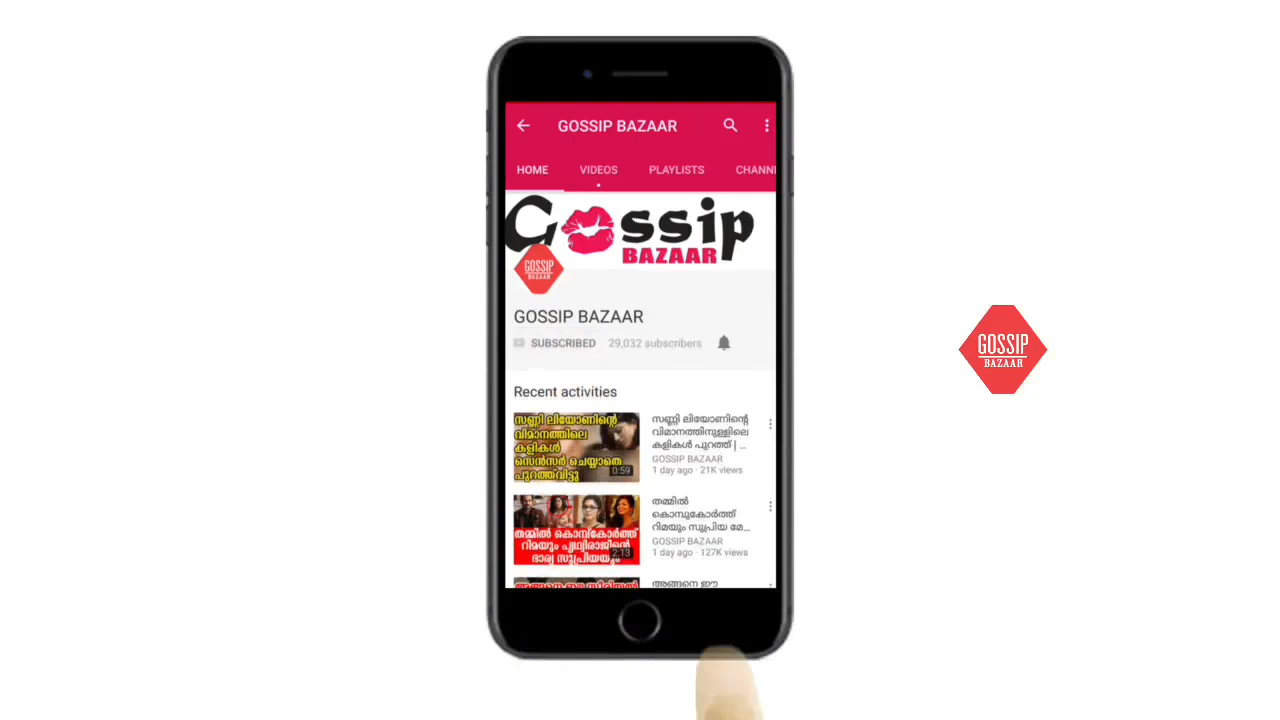 GOSSIP BAZAAR
HOME VIDEOS PLAYLISTS CHANN
Gossip
BAZAAR
GOSSIP
BAZAAR
GOSSIP BAZAAR
SUBSCRIBED 29,032 subscribers
Recent activities
സണ്ണി ലിയോണിന്റെ
വിമാനത്തിലെ
കളികൾ
സെൻസർ ചെയ്യാതെ
പുറത്തുവിട്ടു
0:59
സണ്ണി ലിയോണിന്റെ
വിമാനത്തിനുള്ളിലെ
കളികൾ പുറത്ത് | ...
GOSSIP BAZAAR
1 day ago · 21K views
തമ്മിൽ കൊമ്പ്കോർത്ത്
റിമയും പൃഥ്വിരാജിന്റെ
ഭാര്യ സുപ്രിയയും
2:13
തമ്മിൽ
കൊമ്പുകോർത്ത്
റിമയും സുപ്രിയ മേ...
GOSSIP BAZAAR
1 day ago · 127K views
അങ്ങനെ ഈ
GOSSIP
BAZAAR